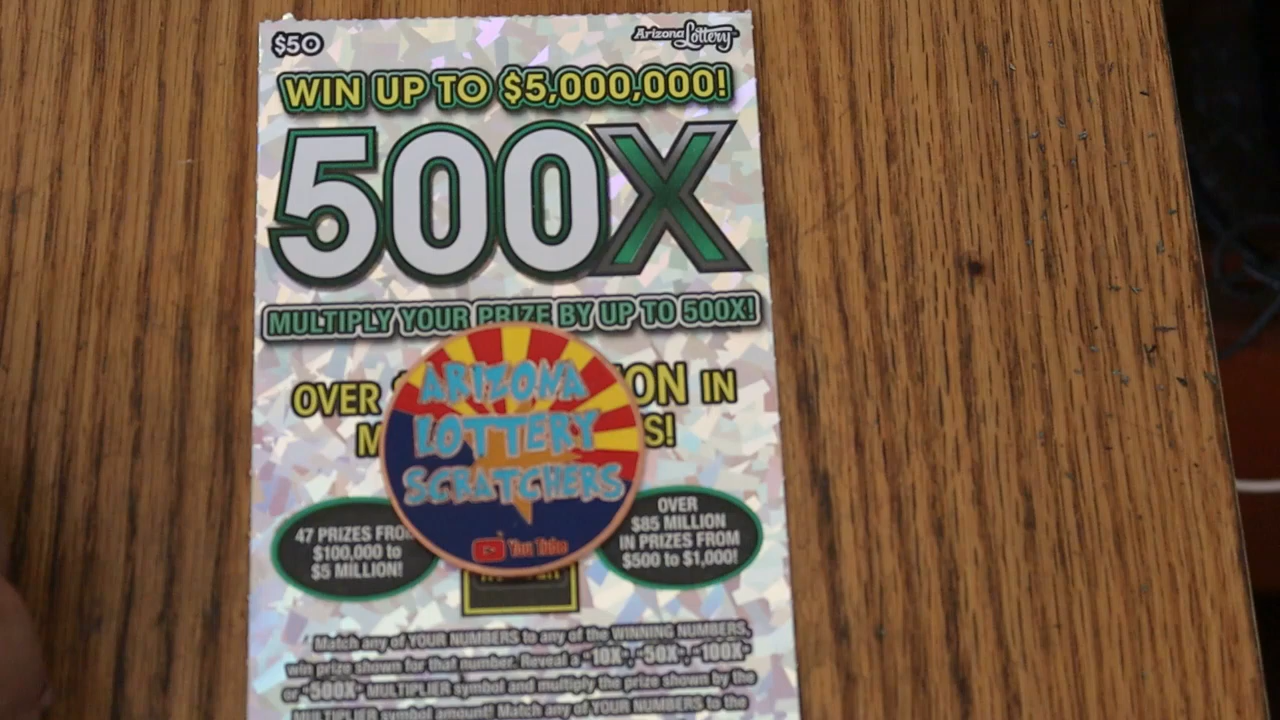 $50
Arizona Lottery
WIN UP TO $5,000,000!
500X
MULTIPLY YOUR PRIZE BY UP TO 500X!
OVER ION IN
M S!
ARIZONA
LOTTERY
SCRATCHERS
YouTube
47 PRIZES FRO
$100,000 to
$5 MILLION!
OVER
$85 MILLION
IN PRIZES FROM
$500 to $1,000!
Match any of YOUR NUMBERS to any of the WINNING NUMBERS,
win prize shown for that number. Reveal a "10X", "50X", "100X"
or "500X" MULTIPLIER symbol and multiply the prize shown by the
MULTIPLIER symbol amount! Match any of YOUR NUMBERS to the